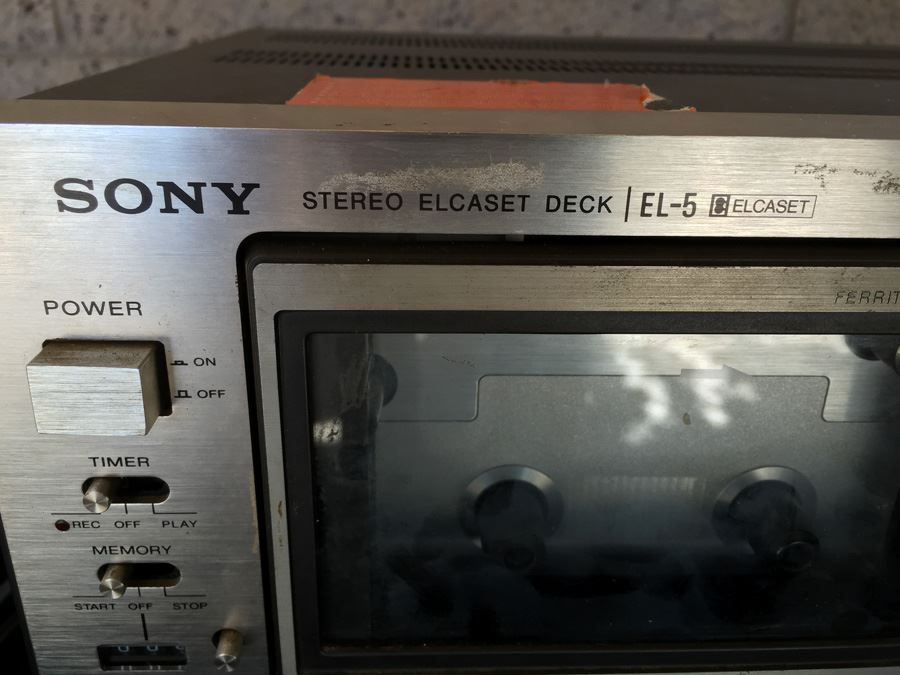 SONY STEREO ELCASET DECK | EL-5 ELCASET
FERRIT
POWER
ON
OFF
TIMER
REC OFF PLAY
MEMORY
START OFF STOP